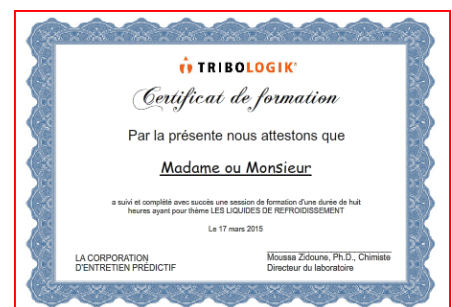 TRIBOLOGIK
Certificat de formation
Par la présente nous attestons que
Madame ou Monsieur
a suivi et complété avec succès une session de formation d'une durée de huit
heures ayant pour thème LES LIQUIDES DE REFROIDISSEMENT
Le 17 mars 2015
LA CORPORATION
D'ENTRETIEN PRÉDICTIF
Moussa Zidoune, Ph.D., Chimiste
Directeur du laboratoire